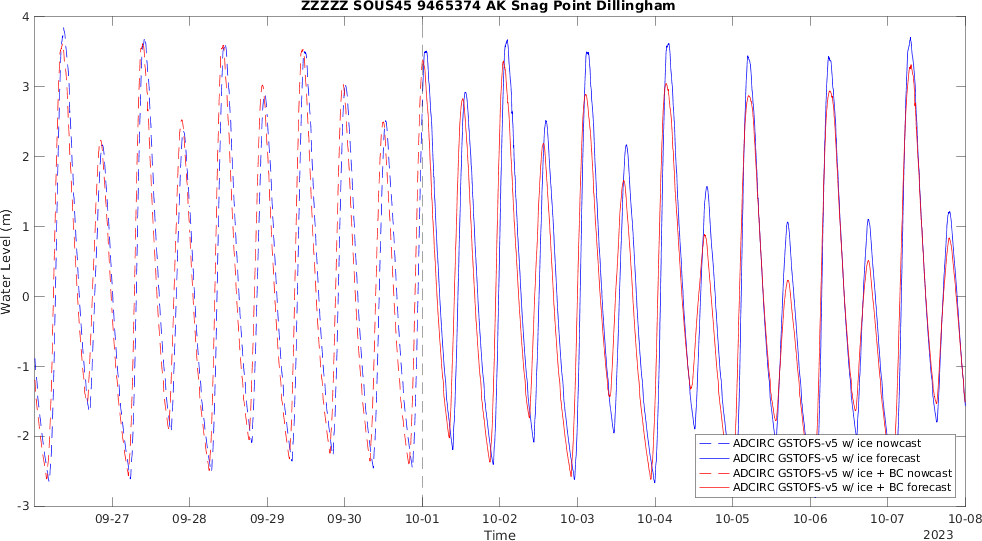 ZZZZZ SOUS45 9465374 AK Snag Point Dillingham
4
3
2
1
0
-1
-2
-3
Water Level (m)
09-27 09-28 09-29 09-30 10-01 10-02 10-03 10-04 10-05 10-06 10-07 10-08
Time
2023
ADCIRC GSTOFS-v5 w/ ice nowcast
ADCIRC GSTOFS-v5 w/ ice forecast
ADCIRC GSTOFS-v5 w/ ice + BC nowcast
ADCIRC GSTOFS-v5 w/ ice + BC forecast